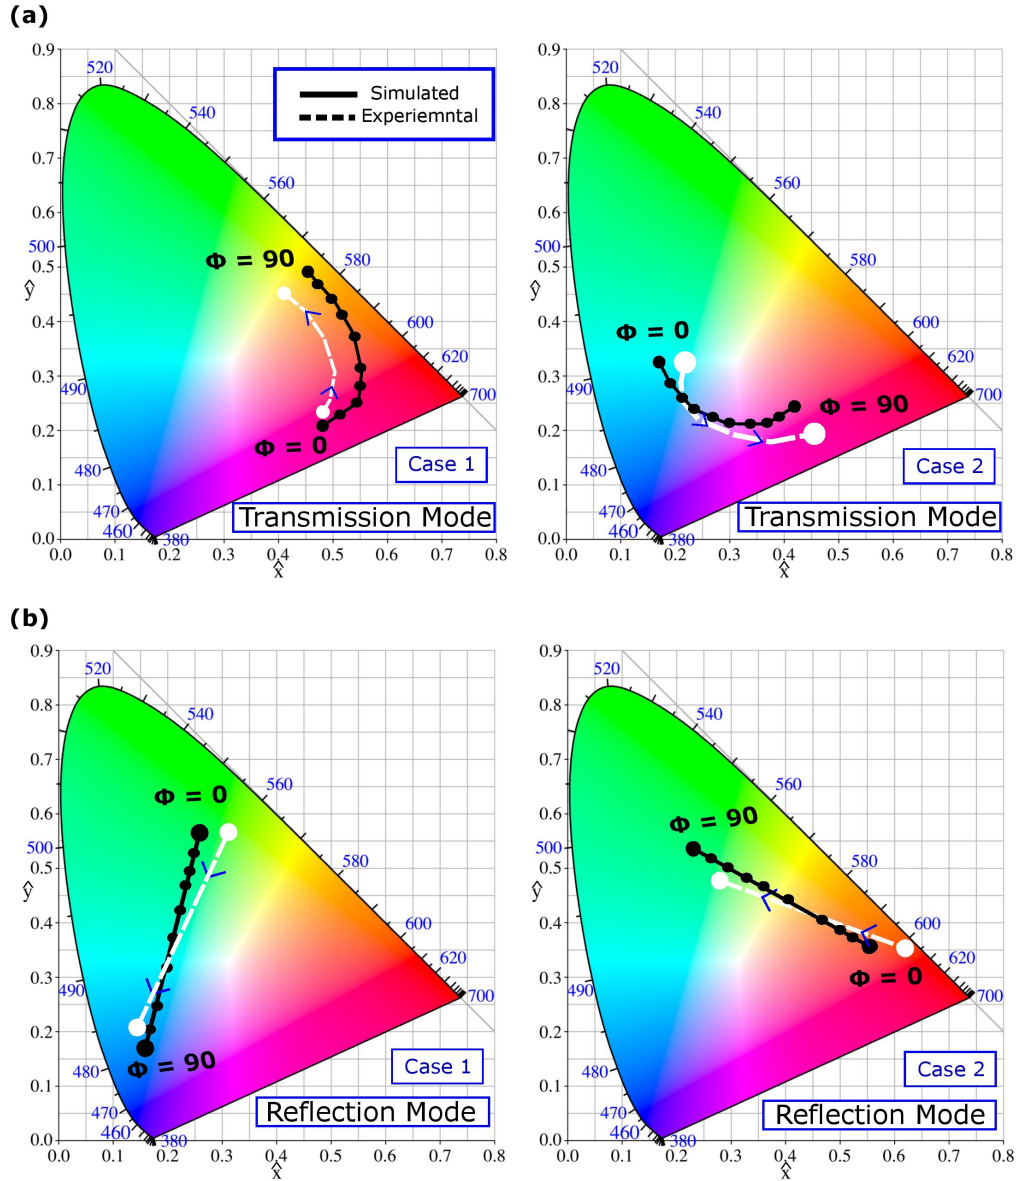 (a)
0.9
0.8
0.7
0.6
0.5
0.4
0.3
0.2
0.1
0.0
ŷ
0.0 0.1 0.2 0.3 0.4 0.5 0.6 0.7 0.8
x̂
520
540
560
580
600
620
700
500
490
480
470
460
380
Simulated
Experiemntal
Φ = 90
Φ = 0
Case 1
Transmission Mode
0.9
0.8
0.7
0.6
0.5
0.4
0.3
0.2
0.1
0.0
ŷ
0.0 0.1 0.2 0.3 0.4 0.5 0.6 0.7 0.8
x̂
520
540
560
580
600
620
700
500
490
480
470
460
380
Φ = 0
Φ = 90
Case 2
Transmission Mode
(b)
0.9
0.8
0.7
0.6
0.5
0.4
0.3
0.2
0.1
0.0
ŷ
0.0 0.1 0.2 0.3 0.4 0.5 0.6 0.7 0.8
x̂
520
540
560
580
600
620
700
500
490
480
470
460
380
Φ = 0
Φ = 90
Case 1
Reflection Mode
0.9
0.8
0.7
0.6
0.5
0.4
0.3
0.2
0.1
0.0
ŷ
0.0 0.1 0.2 0.3 0.4 0.5 0.6 0.7 0.8
x̂
520
540
560
580
600
620
700
500
490
480
470
460
380
Φ = 90
Φ = 0
Case 2
Reflection Mode